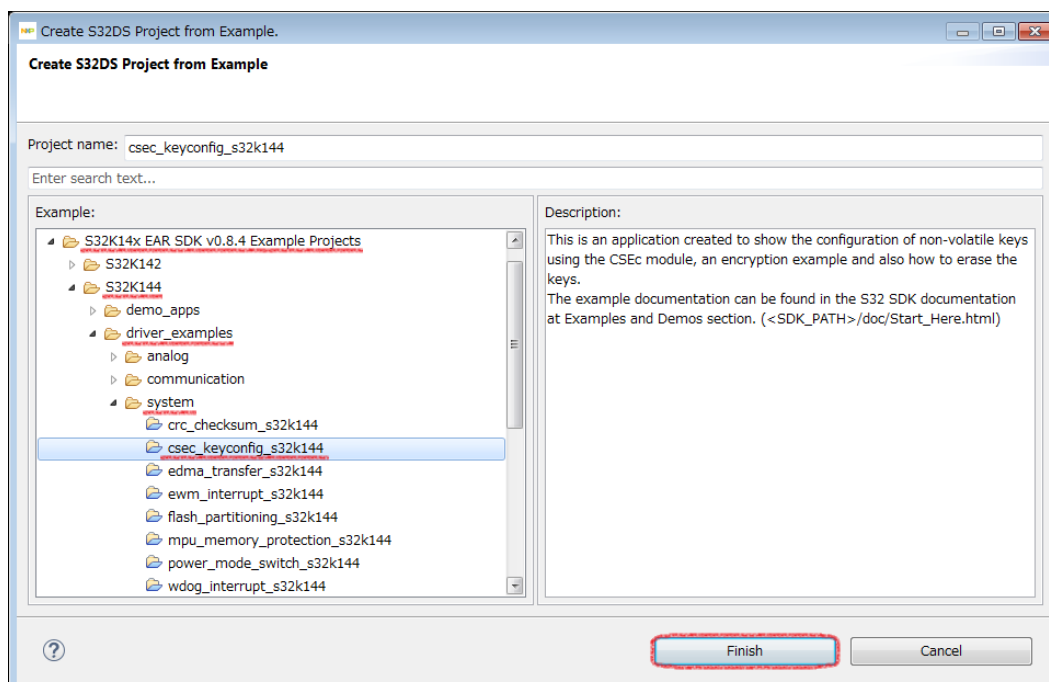 NXP Create S32DS Project from Example.
Create S32DS Project from Example
Project name: csec_keyconfig_s32k144
Enter search text...
Example:
S32K14x EAR SDK v0.8.4 Example Projects
S32K142
S32K144
demo_apps
driver_examples
analog
communication
system
crc_checksum_s32k144
csec_keyconfig_s32k144
edma_transfer_s32k144
ewm_interrupt_s32k144
flash_partitioning_s32k144
mpu_memory_protection_s32k144
power_mode_switch_s32k144
wdog_interrupt_s32k144
Description:
This is an application created to show the configuration of non-volatile keys
using the CSEc module, an encryption example and also how to erase the
keys.
The example documentation can be found in the S32 SDK documentation
at Examples and Demos section. (<SDK_PATH>/doc/Start_Here.html)
?
Finish
Cancel